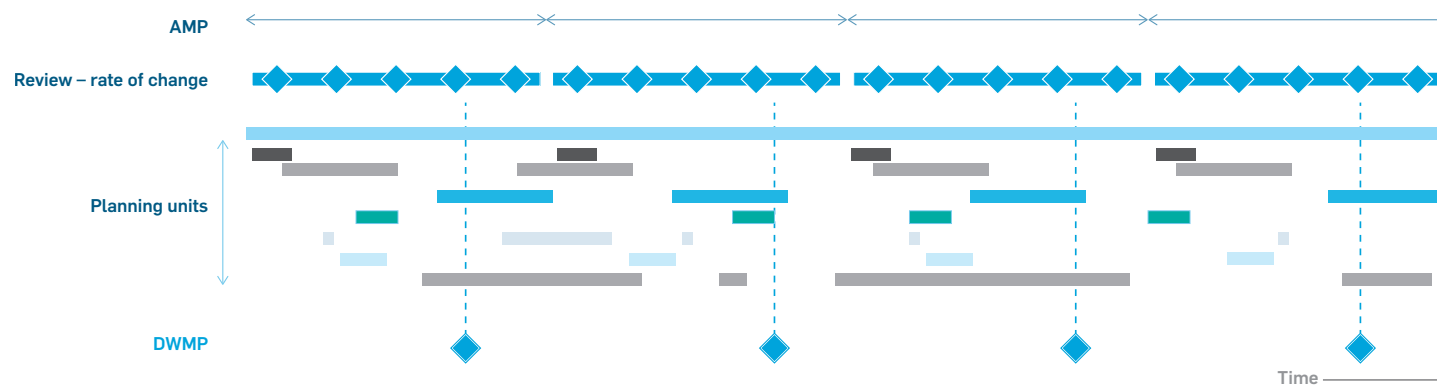 AMP
Review – rate of change
Planning units
DWMP
Time